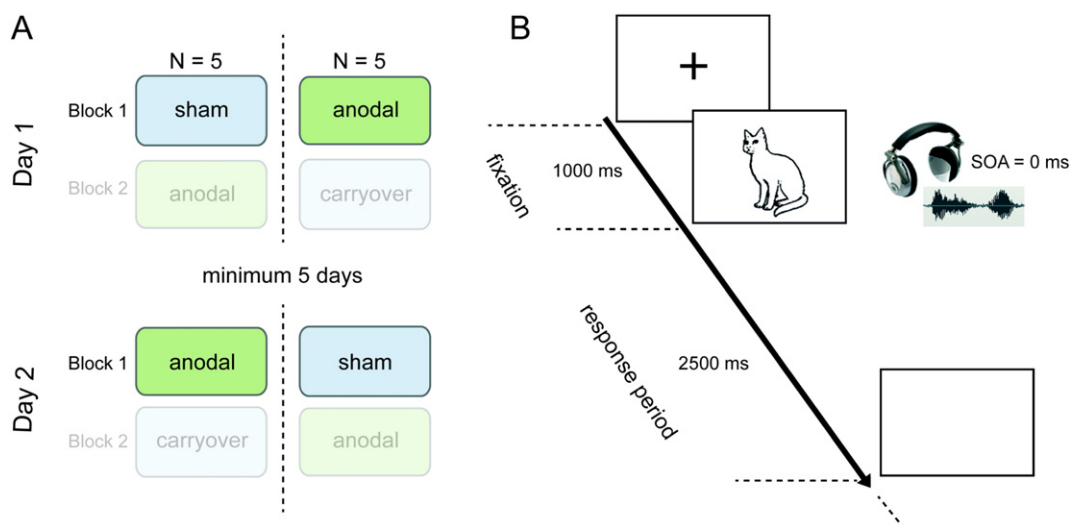 A
N = 5
N = 5
Day 1
Block 1
sham
anodal
Block 2
anodal
carryover
minimum 5 days
Day 2
Block 1
anodal
sham
Block 2
carryover
anodal
B
+
fixation
1000 ms
SOA = 0 ms
response period
2500 ms